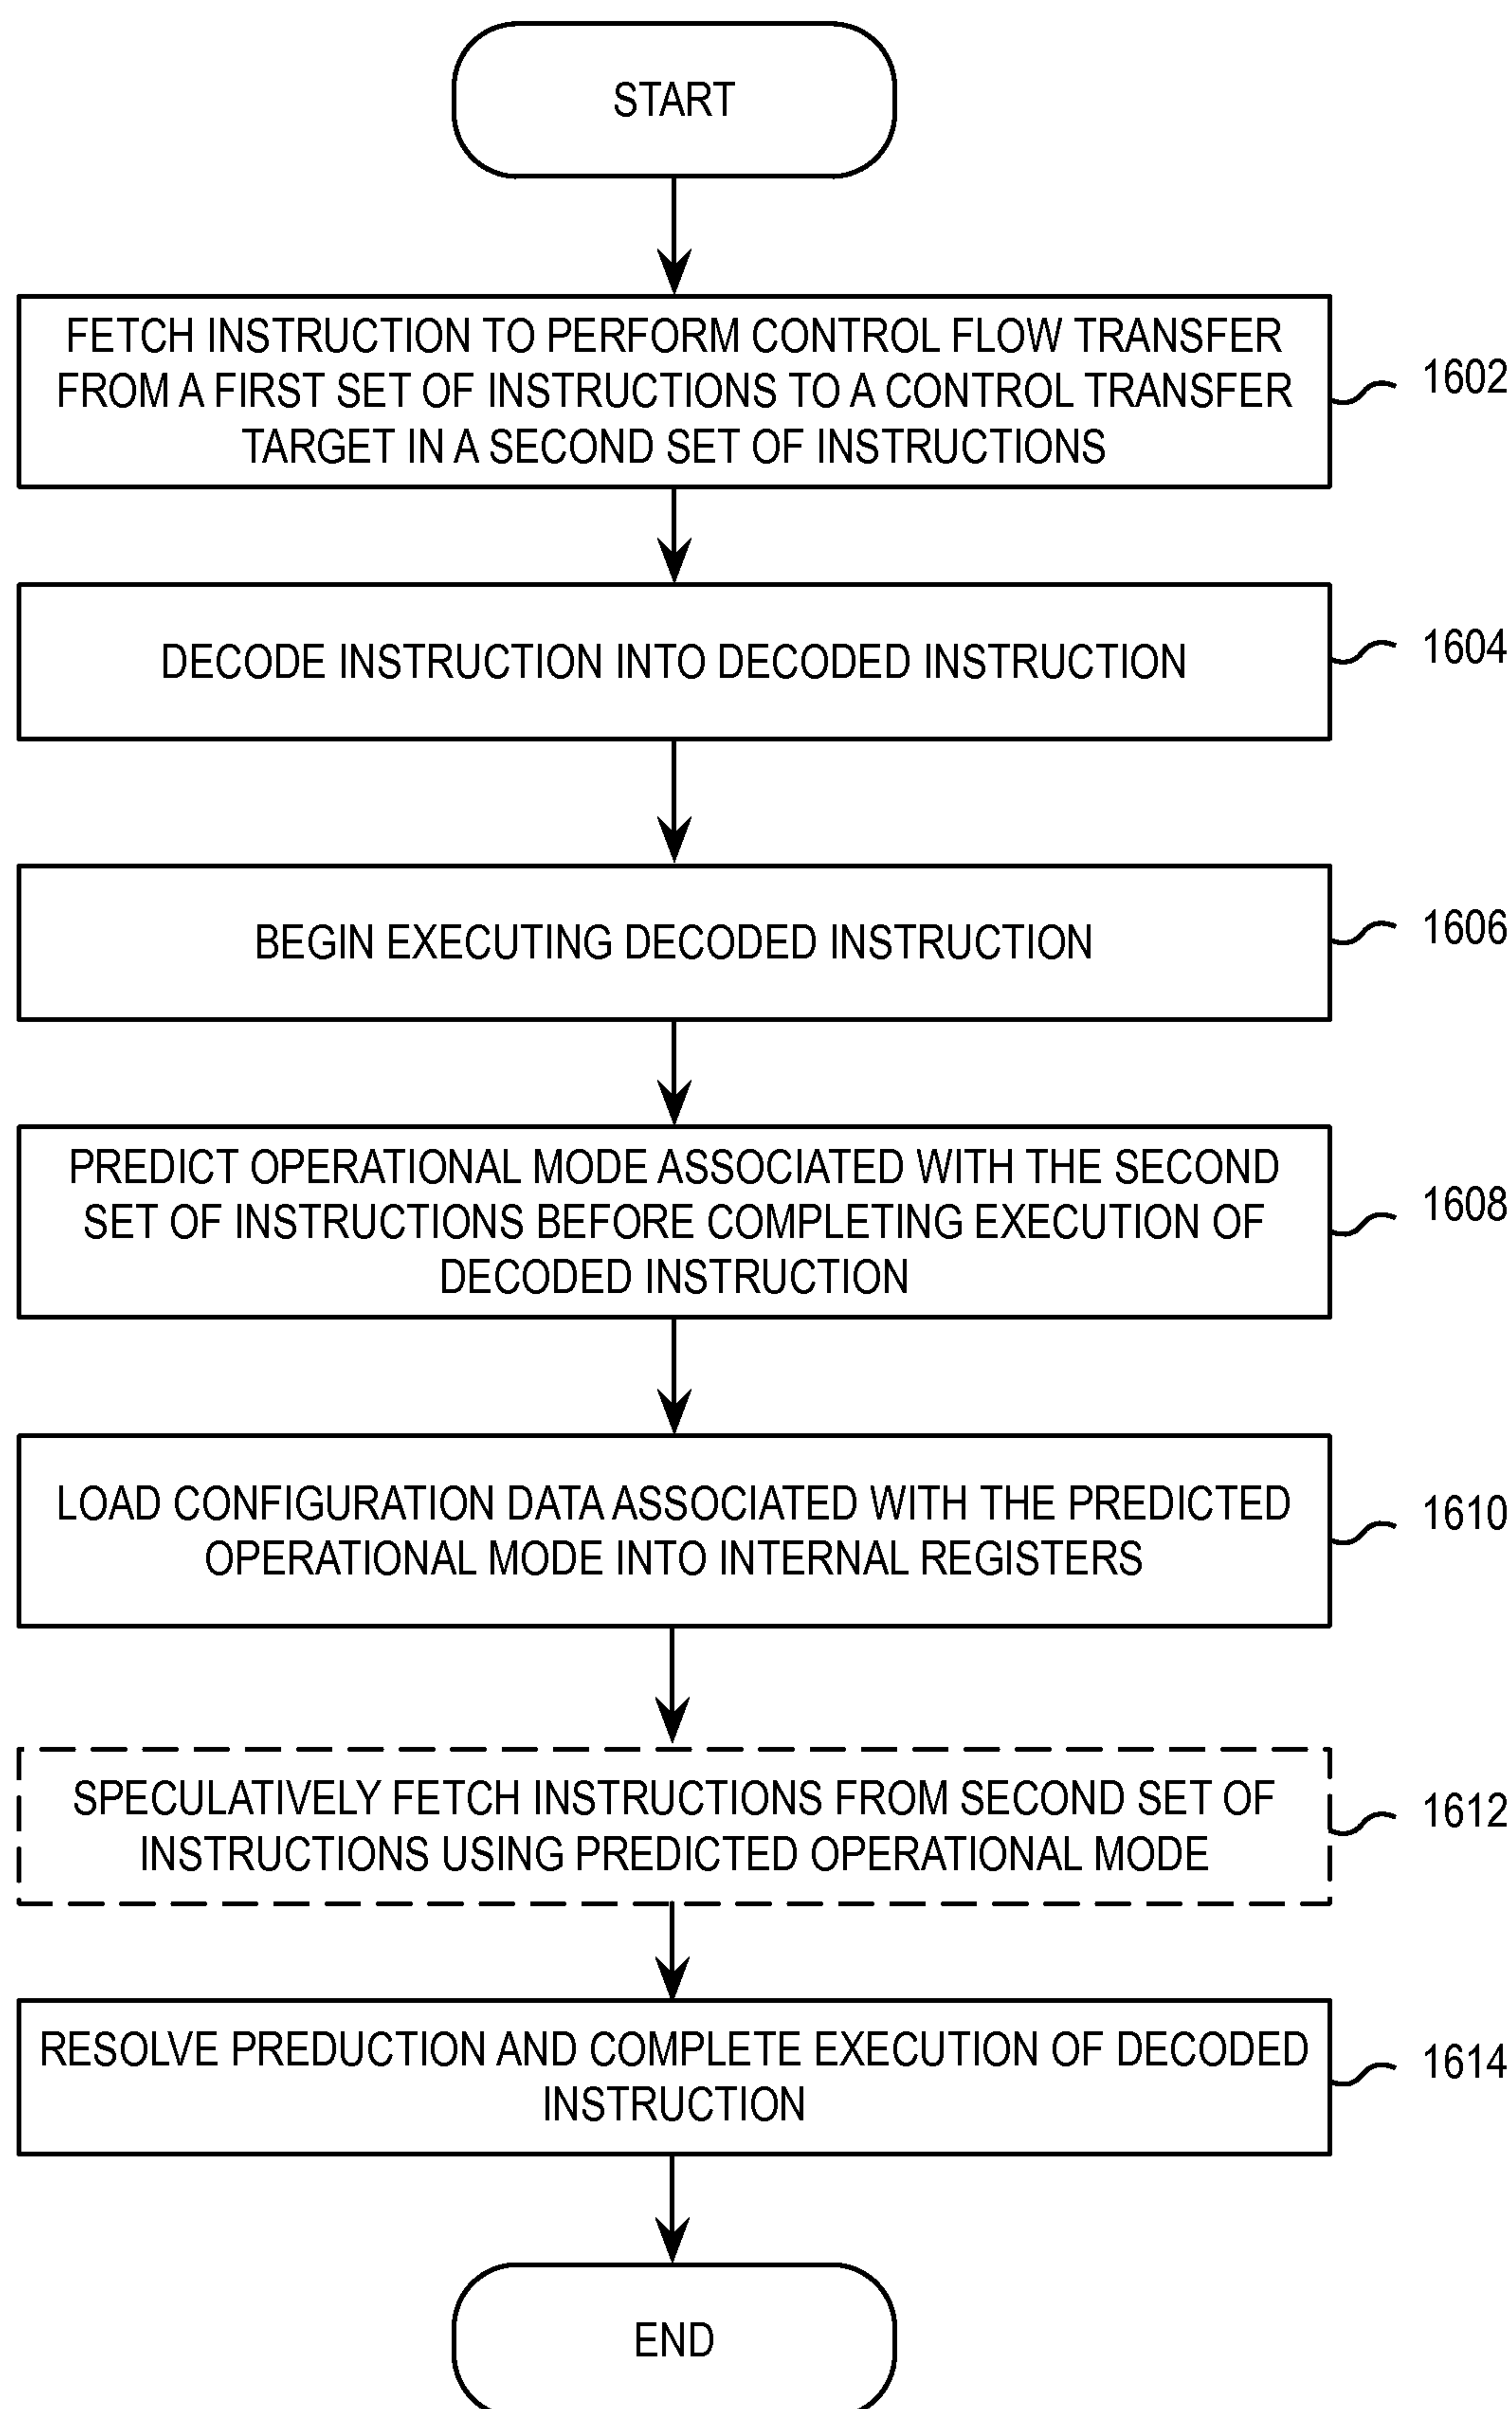 START
FETCH INSTRUCTION TO PERFORM CONTROL FLOW TRANSFER
FROM A FIRST SET OF INSTRUCTIONS TO A CONTROL TRANSFER
TARGET IN A SECOND SET OF INSTRUCTIONS
1602
DECODE INSTRUCTION INTO DECODED INSTRUCTION
1604
BEGIN EXECUTING DECODED INSTRUCTION
1606
PREDICT OPERATIONAL MODE ASSOCIATED WITH THE SECOND
SET OF INSTRUCTIONS BEFORE COMPLETING EXECUTION OF
DECODED INSTRUCTION
1608
LOAD CONFIGURATION DATA ASSOCIATED WITH THE PREDICTED
OPERATIONAL MODE INTO INTERNAL REGISTERS
1610
SPECULATIVELY FETCH INSTRUCTIONS FROM SECOND SET OF
INSTRUCTIONS USING PREDICTED OPERATIONAL MODE
1612
RESOLVE PREDUCTION AND COMPLETE EXECUTION OF DECODED
INSTRUCTION
1614
END